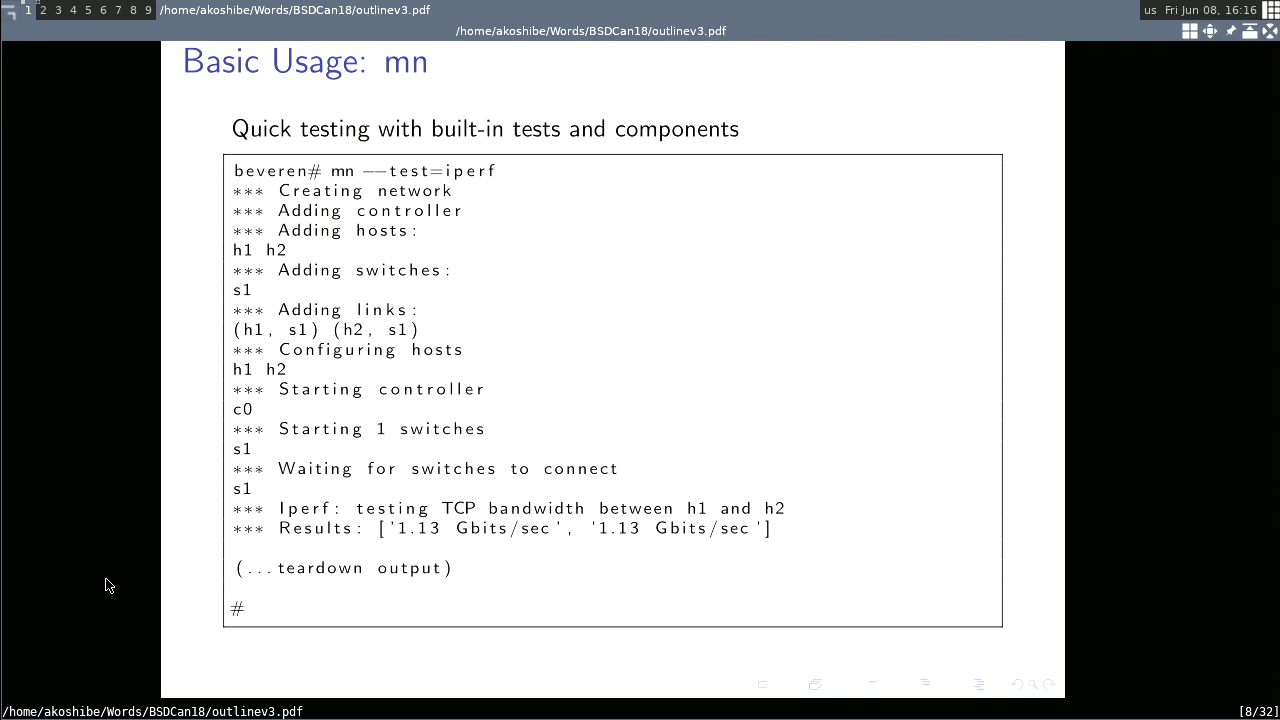 1 2 3 4 5 6 7 8 9 /home/akoshibe/Words/BSDCan18/outlinev3.pdf us Fri Jun 08, 16:16
/home/akoshibe/Words/BSDCan18/outlinev3.pdf
Basic Usage: mn
Quick testing with built-in tests and components
beveren# mn --test=iperf
*** Creating network
*** Adding controller
*** Adding hosts:
h1 h2
*** Adding switches:
s1
*** Adding links:
(h1, s1) (h2, s1)
*** Configuring hosts
h1 h2
*** Starting controller
c0
*** Starting 1 switches
s1
*** Waiting for switches to connect
s1
*** Iperf: testing TCP bandwidth between h1 and h2
*** Results: ['1.13 Gbits/sec', '1.13 Gbits/sec']
(...teardown output)
#
/home/akoshibe/Words/BSDCan18/outlinev3.pdf [8/32]